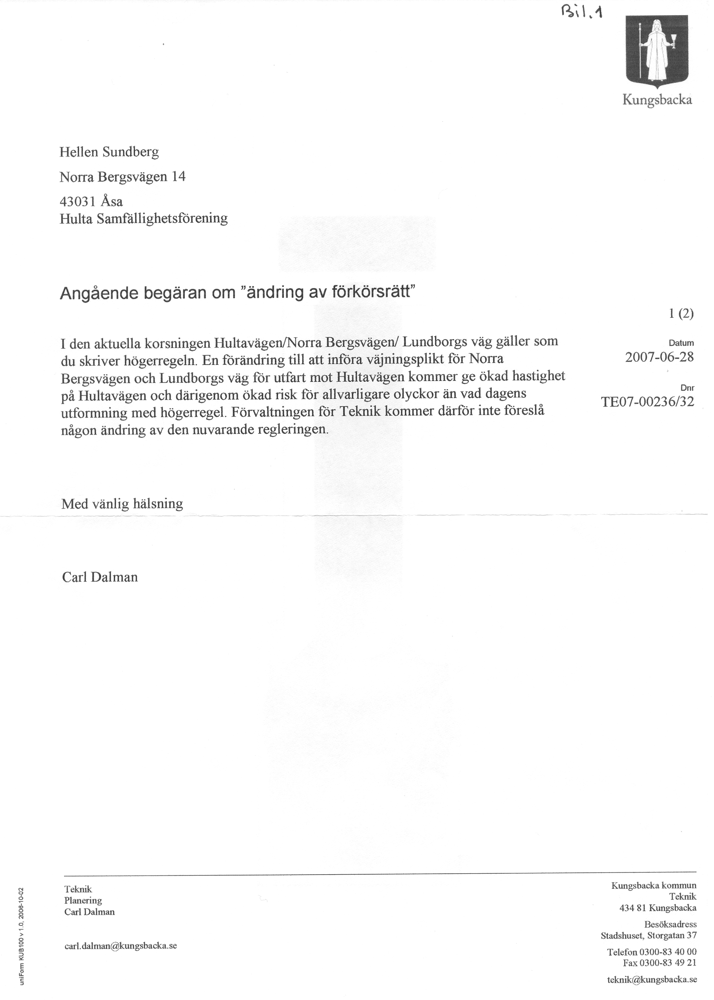 Bil.1
Kungsbacka
Hellen Sundberg
Norra Bergsvägen 14
43031 Åsa
Hulta Samfällighetsförening
Angående begäran om ”ändring av förkörsrätt”
1 (2)
I den aktuella korsningen Hultavägen/Norra Bergsvägen/ Lundborgs väg gäller som
du skriver högerregeln. En förändring till att införa väjningsplikt för Norra
Bergsvägen och Lundborgs väg för utfart mot Hultavägen kommer ge ökad hastighet
på Hultavägen och därigenom ökad risk för allvarligare olyckor än vad dagens
utformning med högerregel. Förvaltningen för Teknik kommer därför inte föreslå
någon ändring av den nuvarande regleringen.
Datum
2007-06-28
Dnr
TE07-00236/32
Med vänlig hälsning
Carl Dalman
Teknik
Planering
Carl Dalman
carl.dalman@kungsbacka.se
Kungsbacka kommun
Teknik
434 81 Kungsbacka
Besöksadress
Stadshuset, Storgatan 37
Telefon 0300-83 40 00
Fax 0300-83 49 21
teknik@kungsbacka.se
uniForm KUB100 v 1.0, 2006-10-02